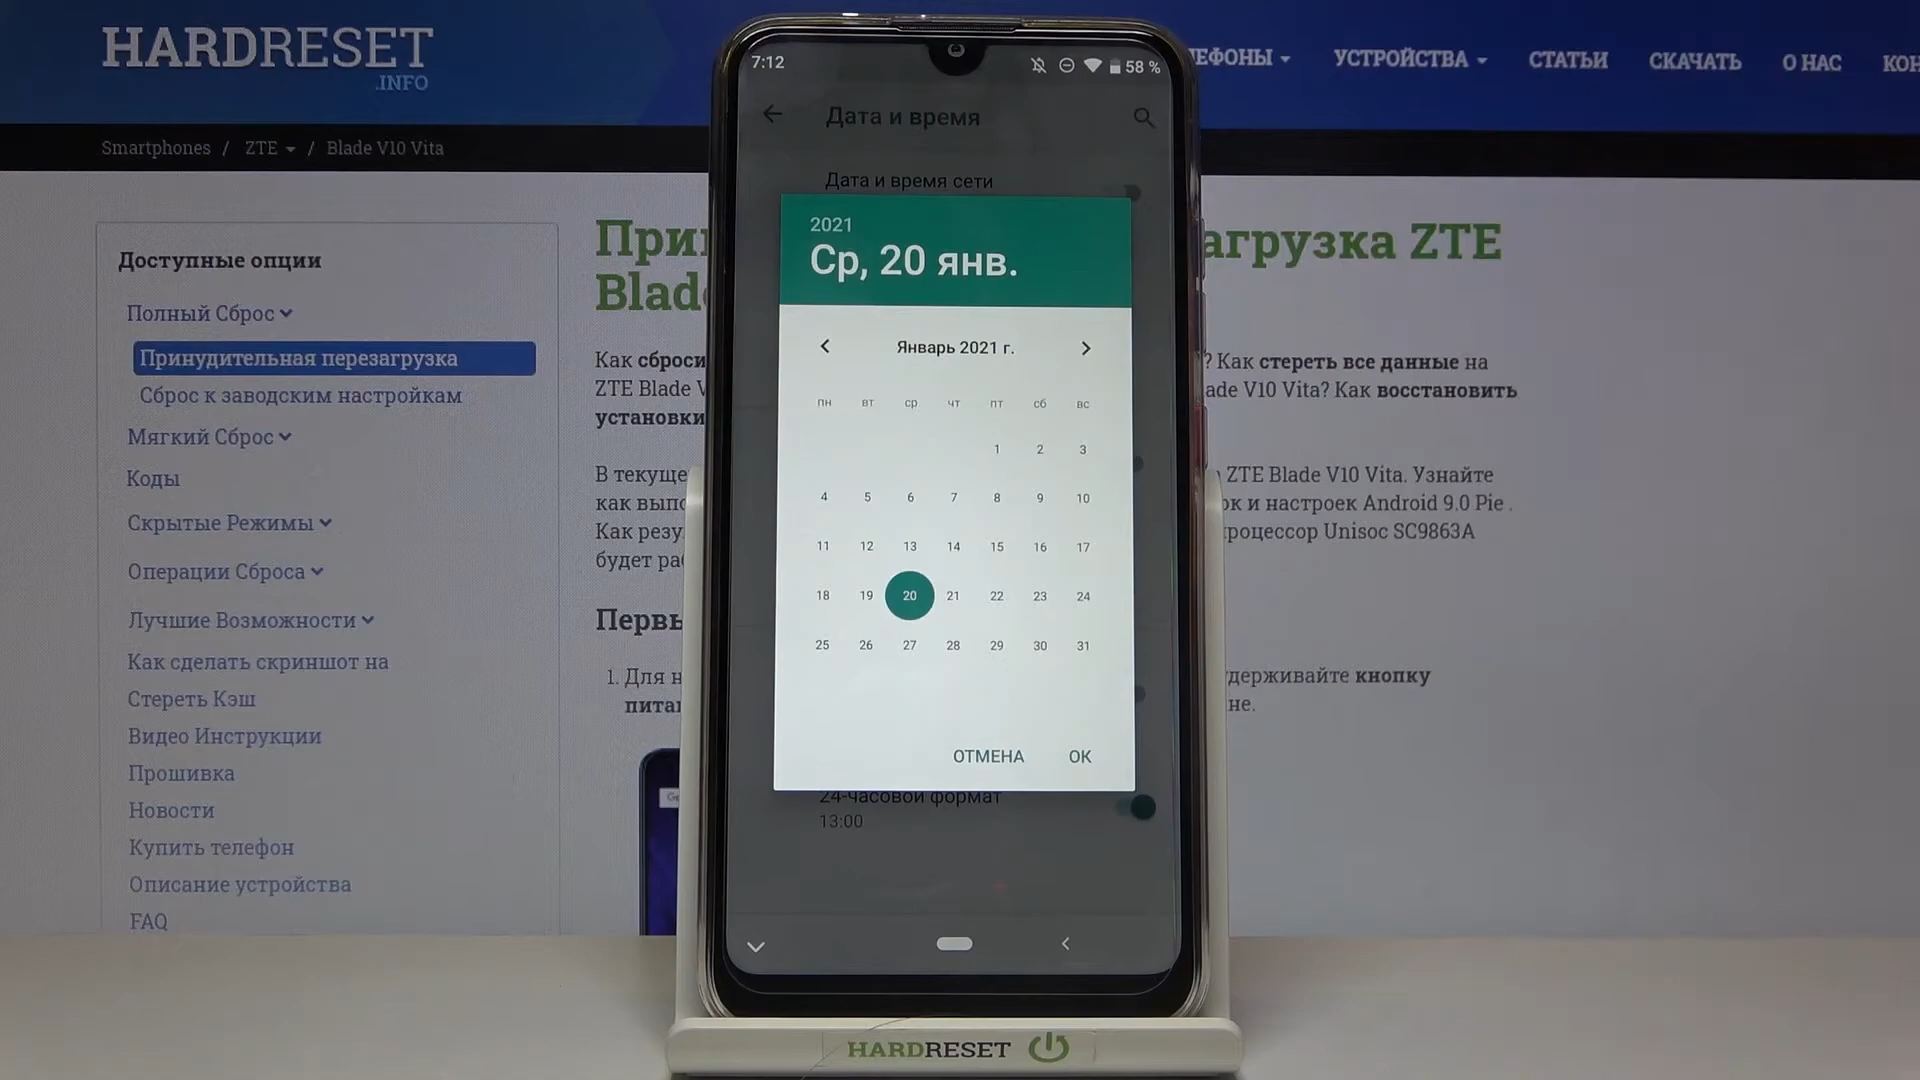 HARDRESET
.INFO
ЕФОНЫ УСТРОЙСТВА СТАТЬИ СКАЧАТЬ О НАС
Smartphones / ZTE / Blade V10 Vita
Доступные опции
Полный Сброс
Принудительная перезагрузка
Сброс к заводским настройкам
Мягкий Сброс
Коды
Скрытые Режимы
Операции Сброса
Лучшие Возможности
Как сделать скриншот на
Стереть Кэш
Видео Инструкции
Прошивка
Новости
Купить телефон
Описание устройства
FAQ
агрузка ZTE
Blad
Как сброси ? Как стереть все данные на
ZTE Blade V ade V10 Vita? Как восстановить
установки
В текуще ZTE Blade V10 Vita. Узнайте
как выпо ок и настроек Android 9.0 Pie .
Как резу роцессор Unisoc SC9863A
будет ра
Первы
1. Для н держивайте кнопку
пита не.
7:12 58 %
Дата и время
Дата и время сети
2021
Ср, 20 янв.
Январь 2021 г.
пн вт ср чт пт сб вс
1 2 3
4 5 6 7 8 9 10
11 12 13 14 15 16 17
18 19 20 21 22 23 24
25 26 27 28 29 30 31
ОТМЕНА ОК
24-часовой формат
13:00
HARDRESET